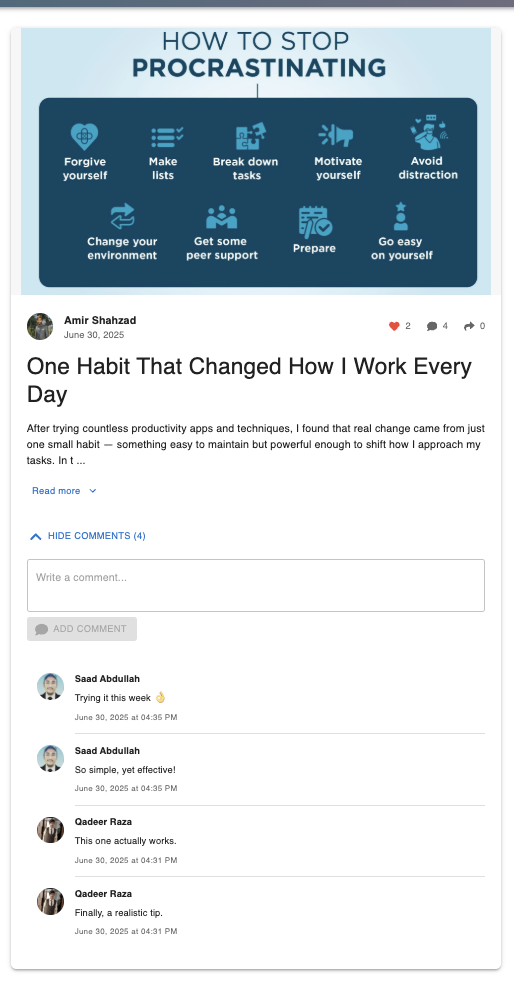 HOW TO STOP
PROCRASTINATING
Forgive
yourself
Make
lists
Break down
tasks
Motivate
yourself
Avoid
distraction
Change your
environment
Get some
peer support
Prepare
Go easy
on yourself
Amir Shahzad
June 30, 2025
2 4 0
One Habit That Changed How I Work Every
Day
After trying countless productivity apps and techniques, I found that real change came from just
one small habit — something easy to maintain but powerful enough to shift how I approach my
tasks. In t ...
Read more
HIDE COMMENTS (4)
Write a comment...
ADD COMMENT
Saad Abdullah
Trying it this week 👌
June 30, 2025 at 04:35 PM
Saad Abdullah
So simple, yet effective!
June 30, 2025 at 04:35 PM
Qadeer Raza
This one actually works.
June 30, 2025 at 04:31 PM
Qadeer Raza
Finally, a realistic tip.
June 30, 2025 at 04:31 PM